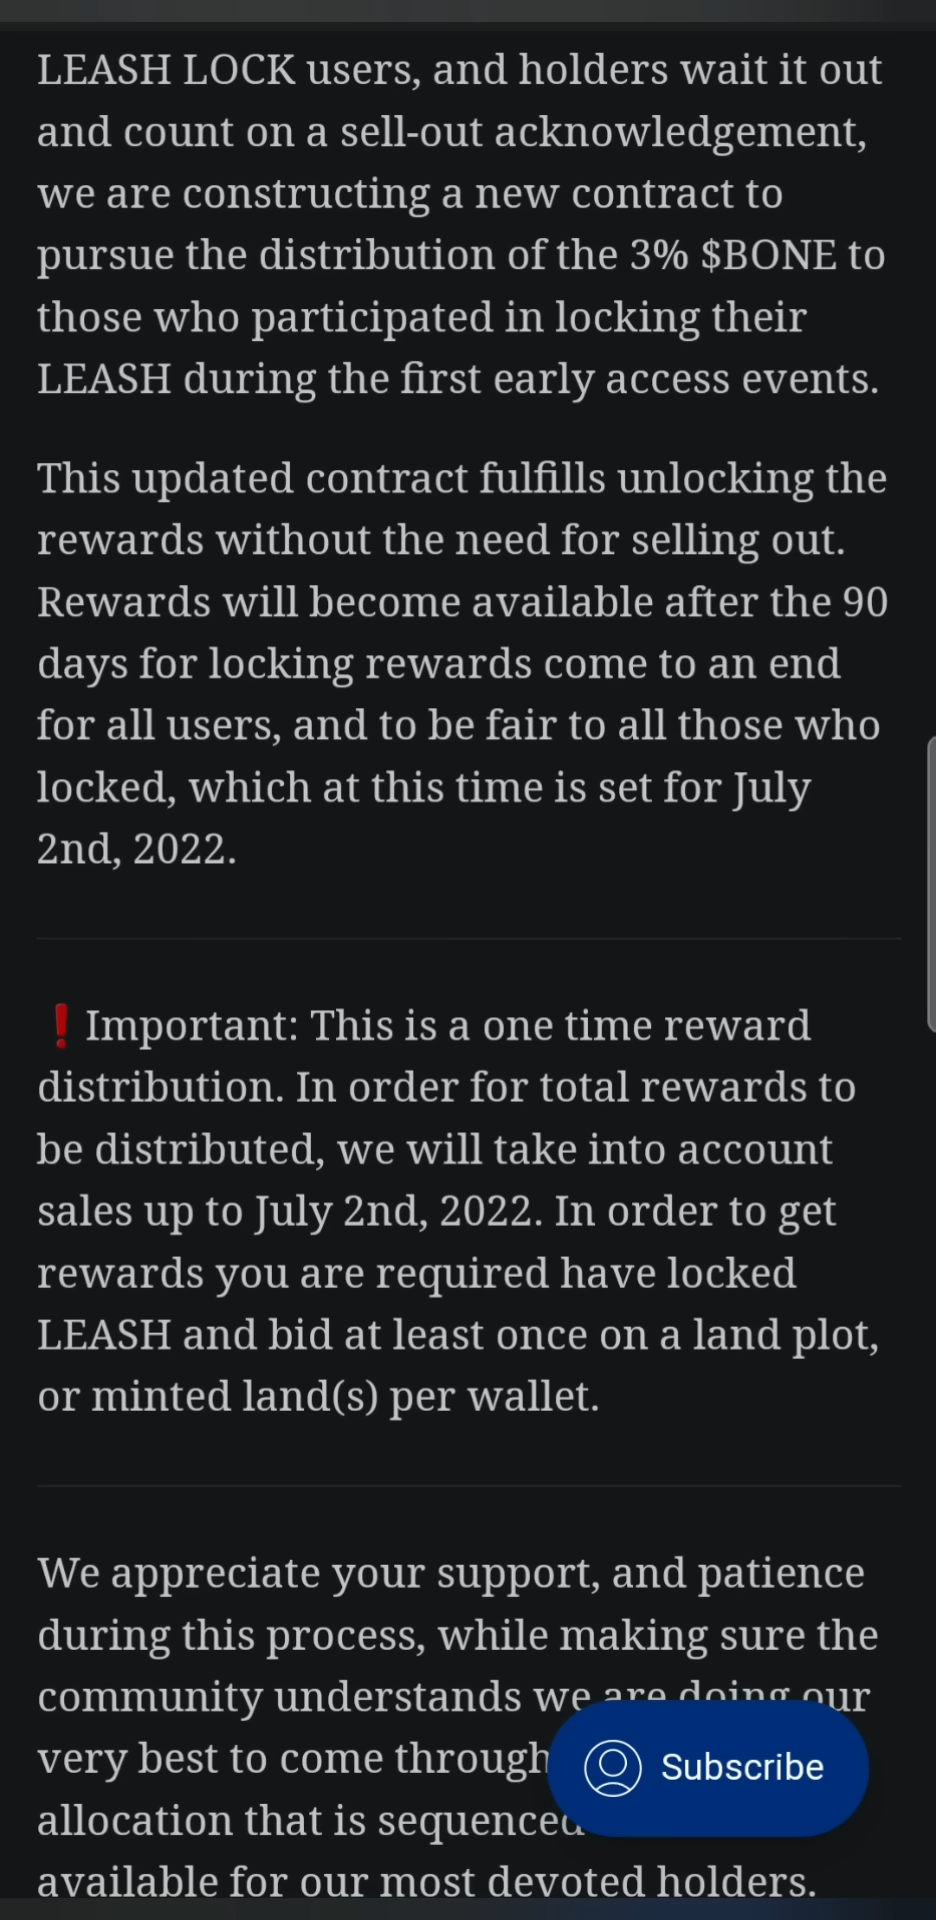 LEASH LOCK users, and holders wait it out
and count on a sell-out acknowledgement,
we are constructing a new contract to
pursue the distribution of the 3% $BONE to
those who participated in locking their
LEASH during the first early access events.
This updated contract fulfills unlocking the
rewards without the need for selling out.
Rewards will become available after the 90
days for locking rewards come to an end
for all users, and to be fair to all those who
locked, which at this time is set for July
2nd, 2022.
❗Important: This is a one time reward
distribution. In order for total rewards to
be distributed, we will take into account
sales up to July 2nd, 2022. In order to get
rewards you are required have locked
LEASH and bid at least once on a land plot,
or minted land(s) per wallet.
We appreciate your support, and patience
during this process, while making sure the
community understands we are doing our
very best to come through
allocation that is sequenced
available for our most devoted holders.
Subscribe